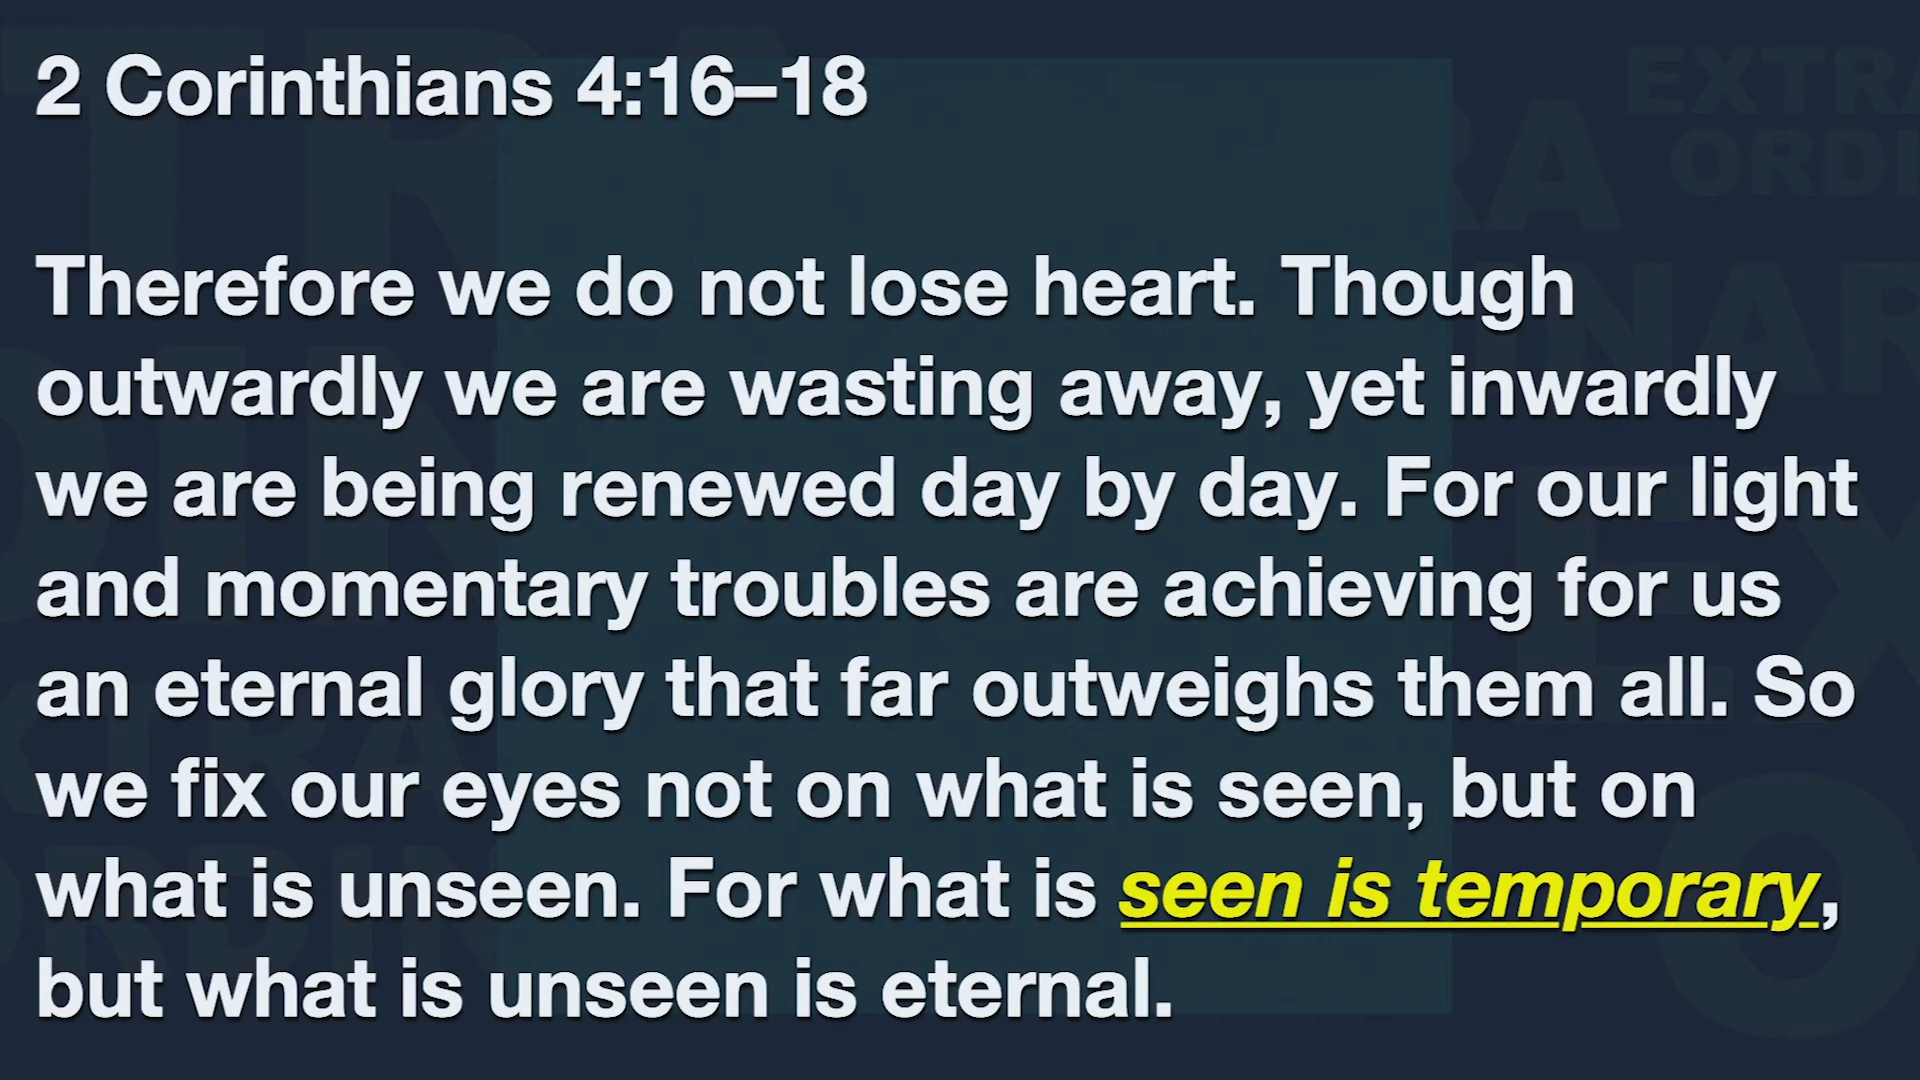 2 Corinthians 4:16–18
Therefore we do not lose heart. Though
outwardly we are wasting away, yet inwardly
we are being renewed day by day. For our light
and momentary troubles are achieving for us
an eternal glory that far outweighs them all. So
we fix our eyes not on what is seen, but on
what is unseen. For what is seen is temporary,
but what is unseen is eternal.
EXTRA
ORDI